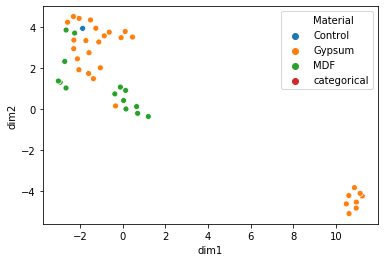 Material
Control
Gypsum
MDF
categorical
4
2
0
−2
−4
dim2
−2 0 2 4 6 8 10
dim1